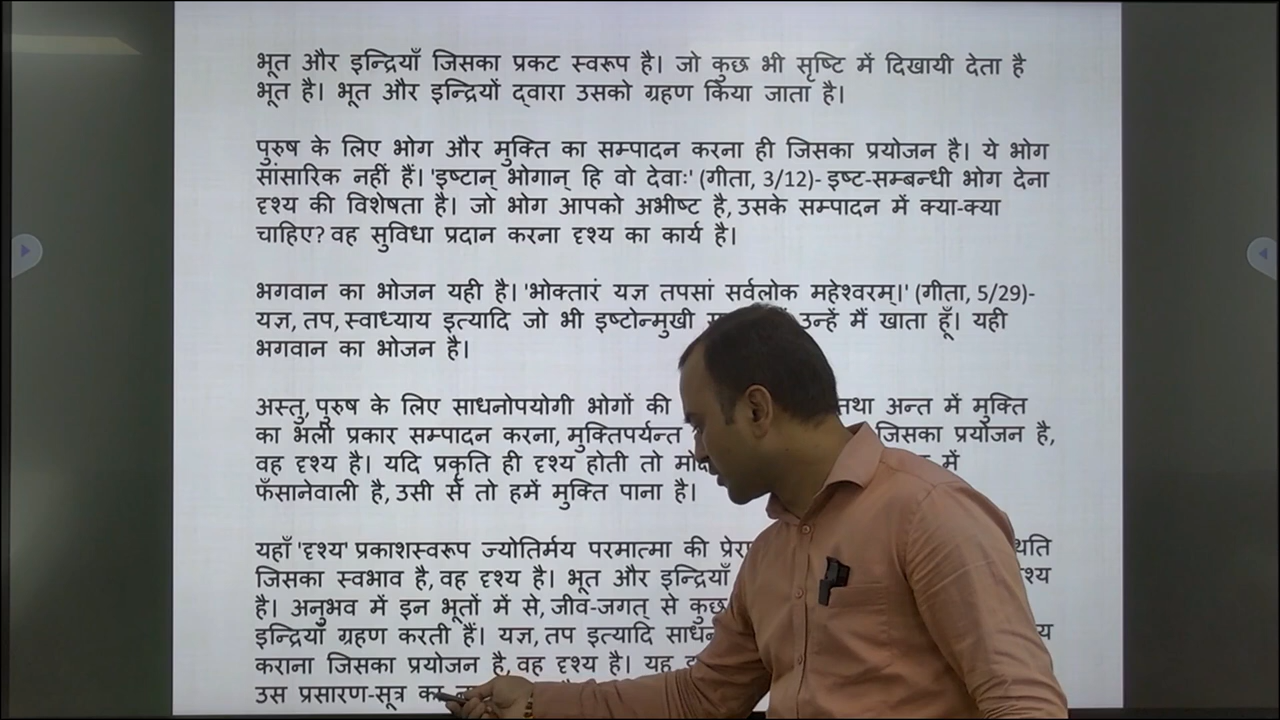 भूत और इन्द्रियाँ जिसका प्रकट स्वरूप है। जो कुछ भी सृष्टि में दिखायी देता है
भूत है। भूत और इन्द्रियों द्वारा उसको ग्रहण किया जाता है।
पुरुष के लिए भोग और मुक्ति का सम्पादन करना ही जिसका प्रयोजन है। ये भोग
सांसारिक नहीं हैं। 'इष्टान् भोगान् हि वो देवाः' (गीता, 3/12)- इष्ट-सम्बन्धी भोग देना
दृश्य की विशेषता है। जो भोग आपको अभीष्ट है, उसके सम्पादन में क्या-क्या
चाहिए? वह सुविधा प्रदान करना दृश्य का कार्य है।
भगवान का भोजन यही है। 'भोक्तारं यज्ञ तपसां सर्वलोक महेश्वरम्।' (गीता, 5/29)-
यज्ञ, तप, स्वाध्याय इत्यादि जो भी इष्टोन्मुखी उन्हें मैं खाता हूँ। यही
भगवान का भोजन है।
अस्तु, पुरुष के लिए साधनोपयोगी भोगों की तथा अन्त में मुक्ति
का भली प्रकार सम्पादन करना, मुक्तिपर्यन्त जिसका प्रयोजन है,
वह दृश्य है। यदि प्रकृति ही दृश्य होती तो में
फँसानेवाली है, उसी से तो हमें मुक्ति पाना है।
यहाँ 'दृश्य' प्रकाशस्वरूप ज्योतिर्मय परमात्मा की
जिसका स्वभाव है, वह दृश्य है। भूत और इन्द्रियाँ
है। अनुभव में इन भूतों में से, जीव-जगत् से कुछ
इन्द्रियाँ ग्रहण करती हैं। यज्ञ, तप इत्यादि
कराना जिसका प्रयोजन है, वह दृश्य है। यह
उस प्रसारण-सूत्र